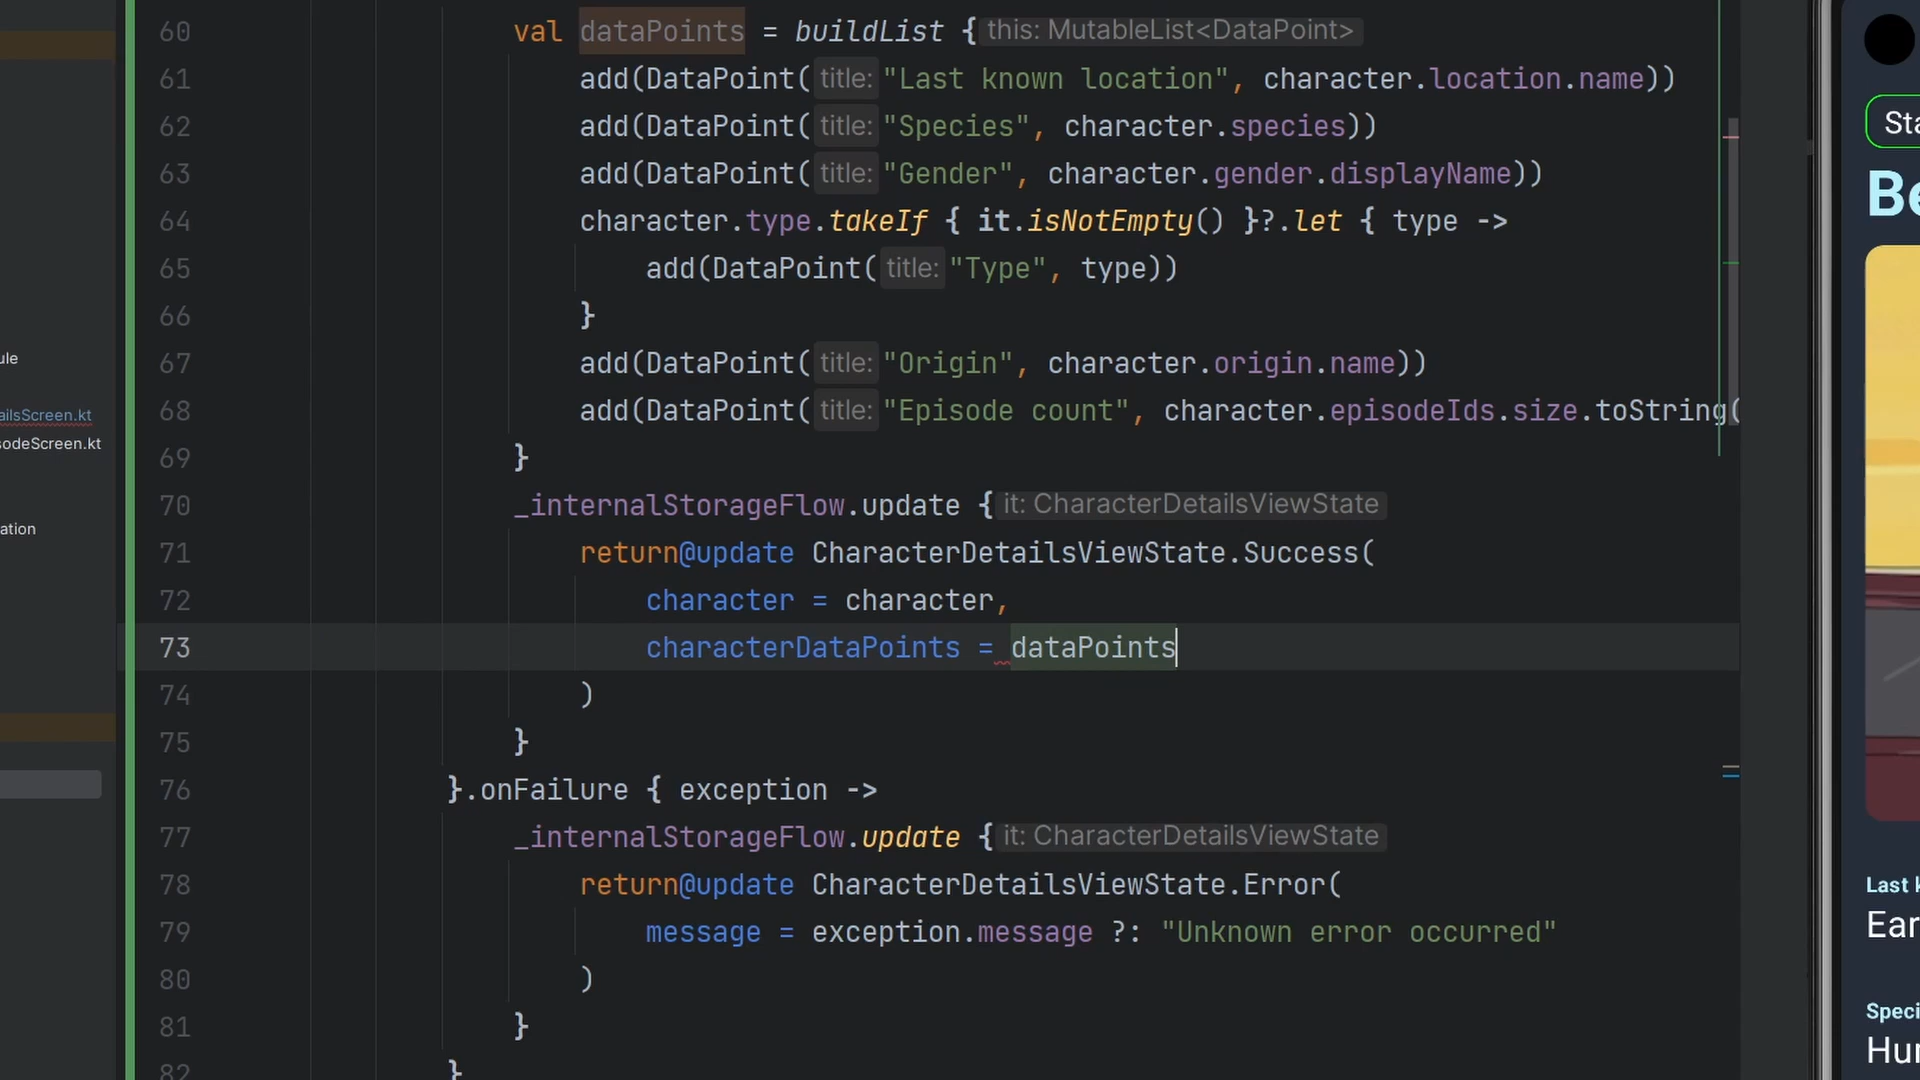 60 val dataPoints = buildList { this: MutableList<DataPoint>
61 add(DataPoint( title: "Last known location", character.location.name))
62 add(DataPoint( title: "Species", character.species))
63 add(DataPoint( title: "Gender", character.gender.displayName))
64 character.type.takeIf { it.isNotEmpty() }?.let { type ->
65 add(DataPoint( title: "Type", type))
66 }
67 add(DataPoint( title: "Origin", character.origin.name))
68 add(DataPoint( title: "Episode count", character.episodeIds.size.toString(
69 }
70 _internalStorageFlow.update { it: CharacterDetailsViewState
71 return@update CharacterDetailsViewState.Success(
72 character = character,
73 characterDataPoints = dataPoints
74 )
75 }
76 }.onFailure { exception ->
77 _internalStorageFlow.update { it: CharacterDetailsViewState
78 return@update CharacterDetailsViewState.Error(
79 message = exception.message ?: "Unknown error occurred"
80 )
81 }
82 }
ule
ailsScreen.kt
sodeScreen.kt
ation
Sta
Be
Last k
Ear
Speci
Hur